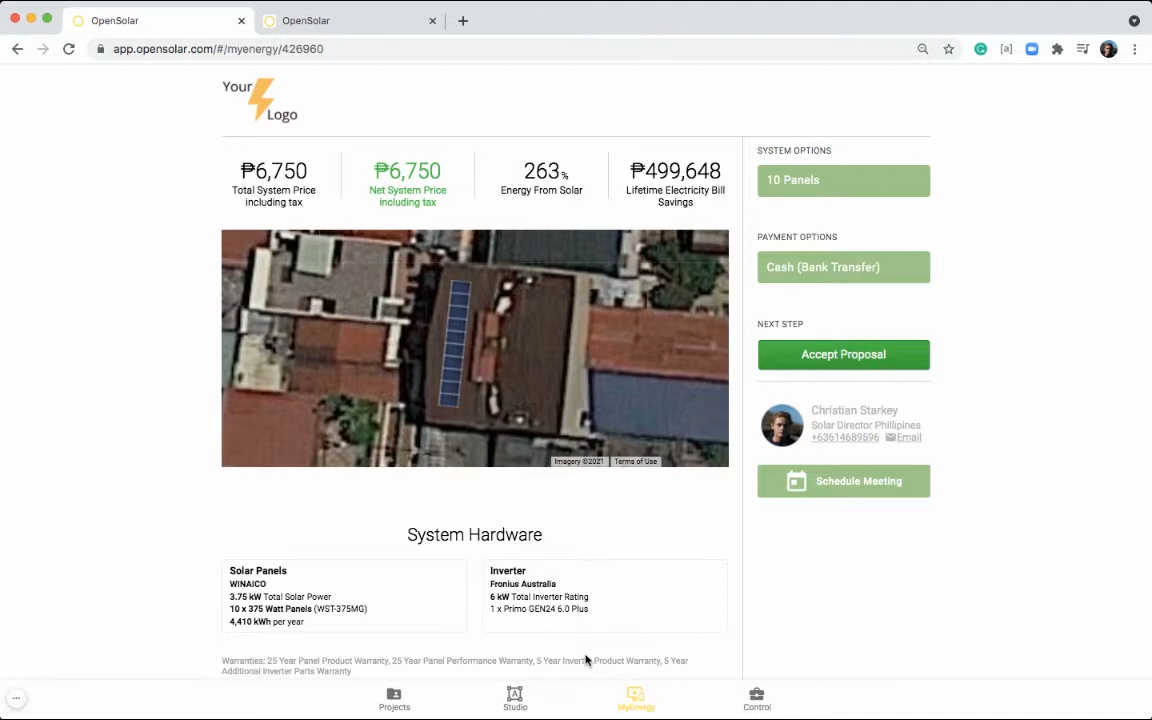 OpenSolar
OpenSolar
app.opensolar.com/#/myenergy/426960
Your
Logo
₱6,750
Total System Price
including tax
₱6,750
Net System Price
including tax
263%
Energy From Solar
₱499,648
Lifetime Electricity Bill
Savings
SYSTEM OPTIONS
10 Panels
PAYMENT OPTIONS
Cash (Bank Transfer)
NEXT STEP
Accept Proposal
Christian Starkey
Solar Director Phillipines
+63614689596 Email
Schedule Meeting
Imagery ©2021 Terms of Use
System Hardware
Solar Panels
WINAICO
3.75 kW Total Solar Power
10 x 375 Watt Panels (WST-375MG)
4,410 kWh per year
Inverter
Fronius Australia
6 kW Total Inverter Rating
1 x Primo GEN24 6.0 Plus
Warranties: 25 Year Panel Product Warranty, 25 Year Panel Performance Warranty, 5 Year Inverter Product Warranty, 5 Year
Additional Inverter Parts Warranty
Projects
Studio
MyEnergy
Control